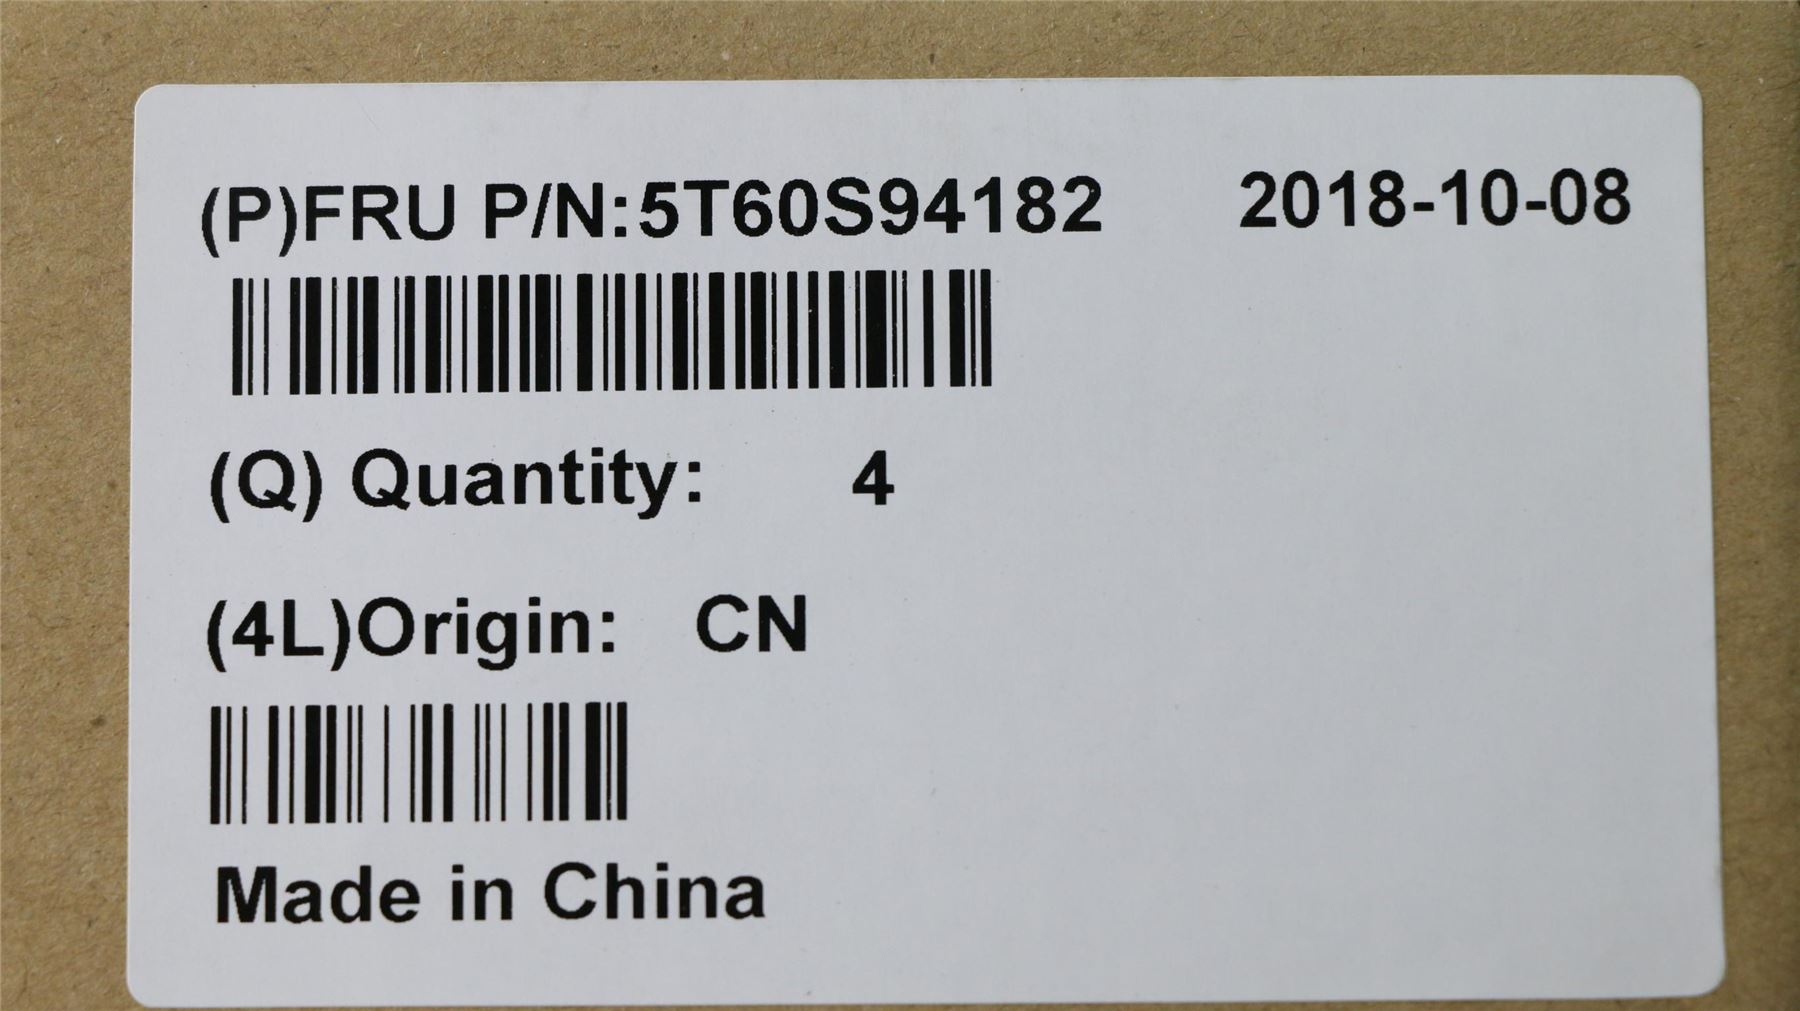 (P)FRU P/N:5T60S94182 2018-10-08
(Q) Quantity: 4
(4L)Origin: CN
Made in China